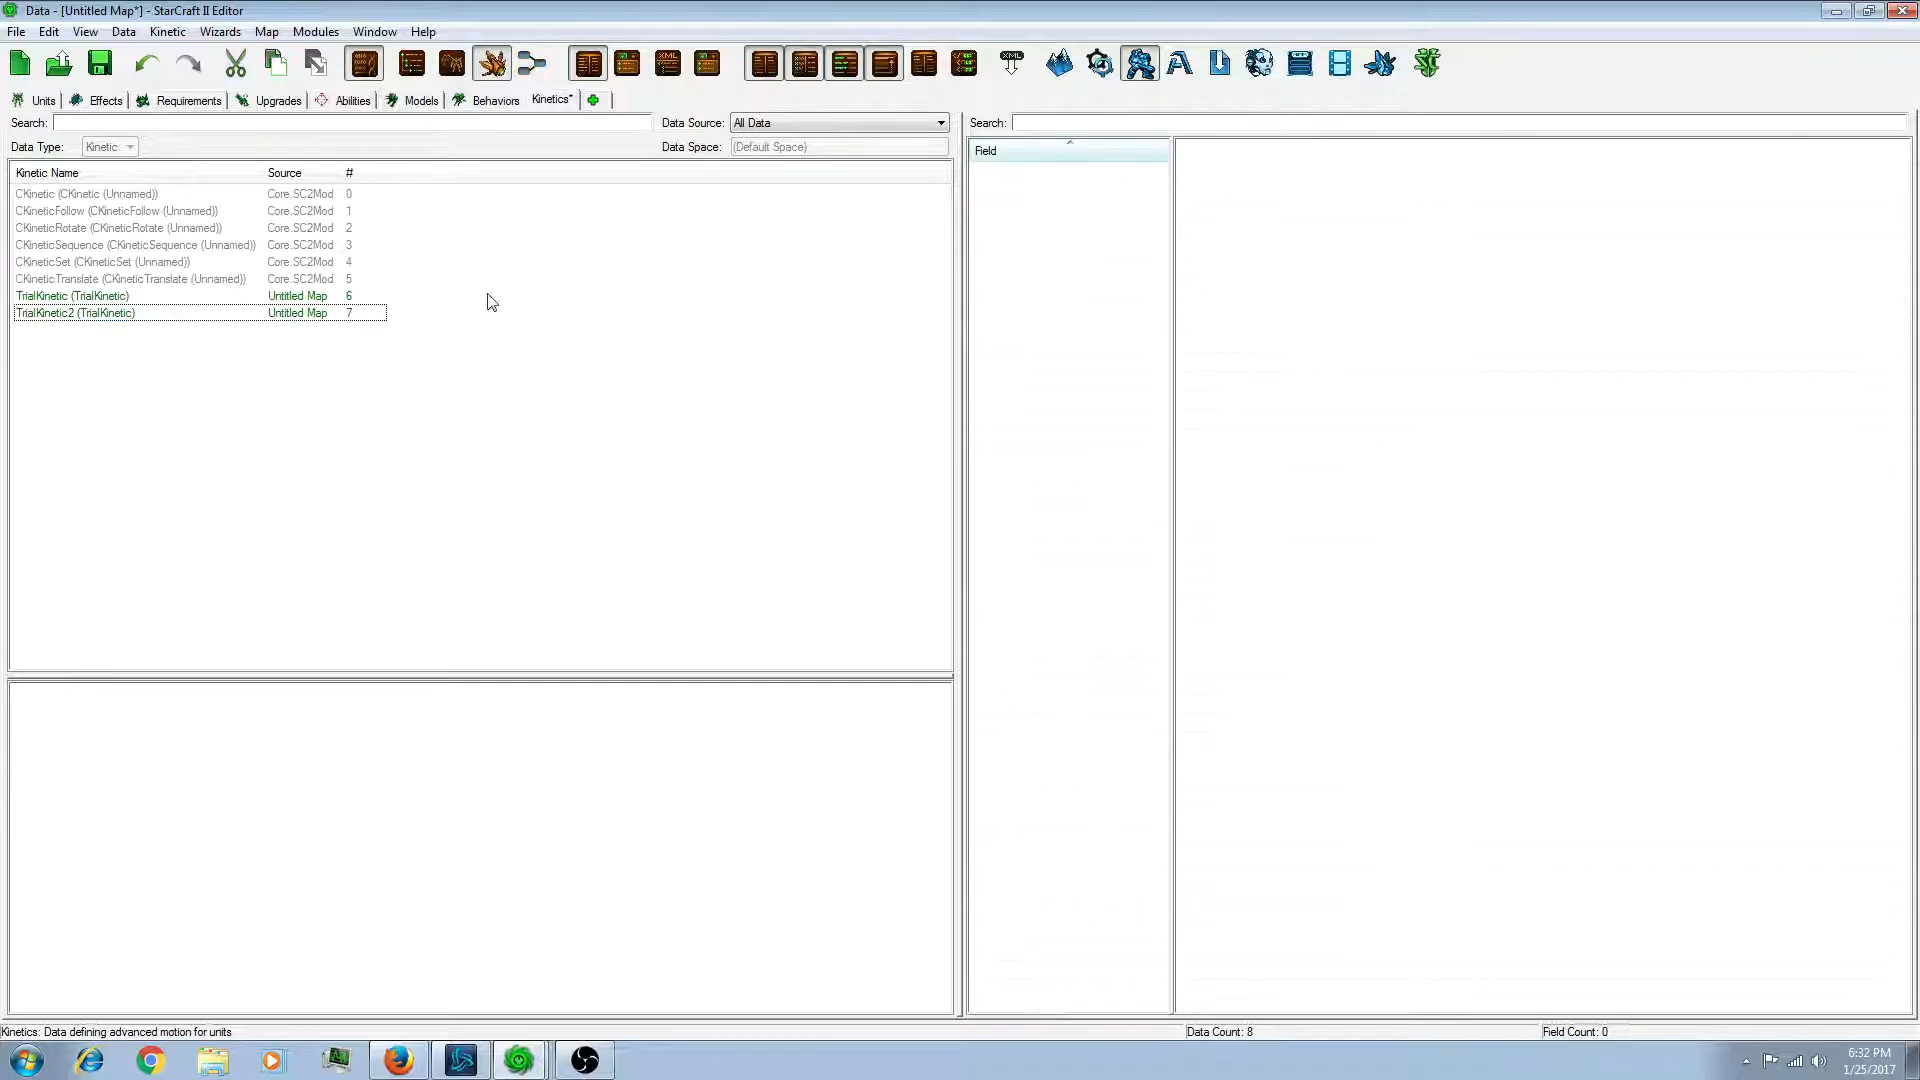 Data - [Untitled Map*] - StarCraft II Editor
File Edit View Data Kinetic Wizards Map Modules Window Help
XML XML
Units Effects Requirements Upgrades Abilities Models Behaviors Kinetics*
Search: Data Source: All Data Search:
Data Type: Kinetic Data Space: (Default Space)
Field
Kinetic Name Source #
CKinetic (CKinetic (Unnamed)) Core.SC2Mod 0
CKineticFollow (CKineticFollow (Unnamed)) Core.SC2Mod 1
CKineticRotate (CKineticRotate (Unnamed)) Core.SC2Mod 2
CKineticSequence (CKineticSequence (Unnamed)) Core.SC2Mod 3
CKineticSet (CKineticSet (Unnamed)) Core.SC2Mod 4
CKineticTranslate (CKineticTranslate (Unnamed)) Core.SC2Mod 5
TrialKinetic (TrialKinetic) Untitled Map 6
TrialKinetic2 (TrialKinetic) Untitled Map 7
Kinetics: Data defining advanced motion for units Data Count: 8 Field Count: 0
6:32 PM
1/25/2017